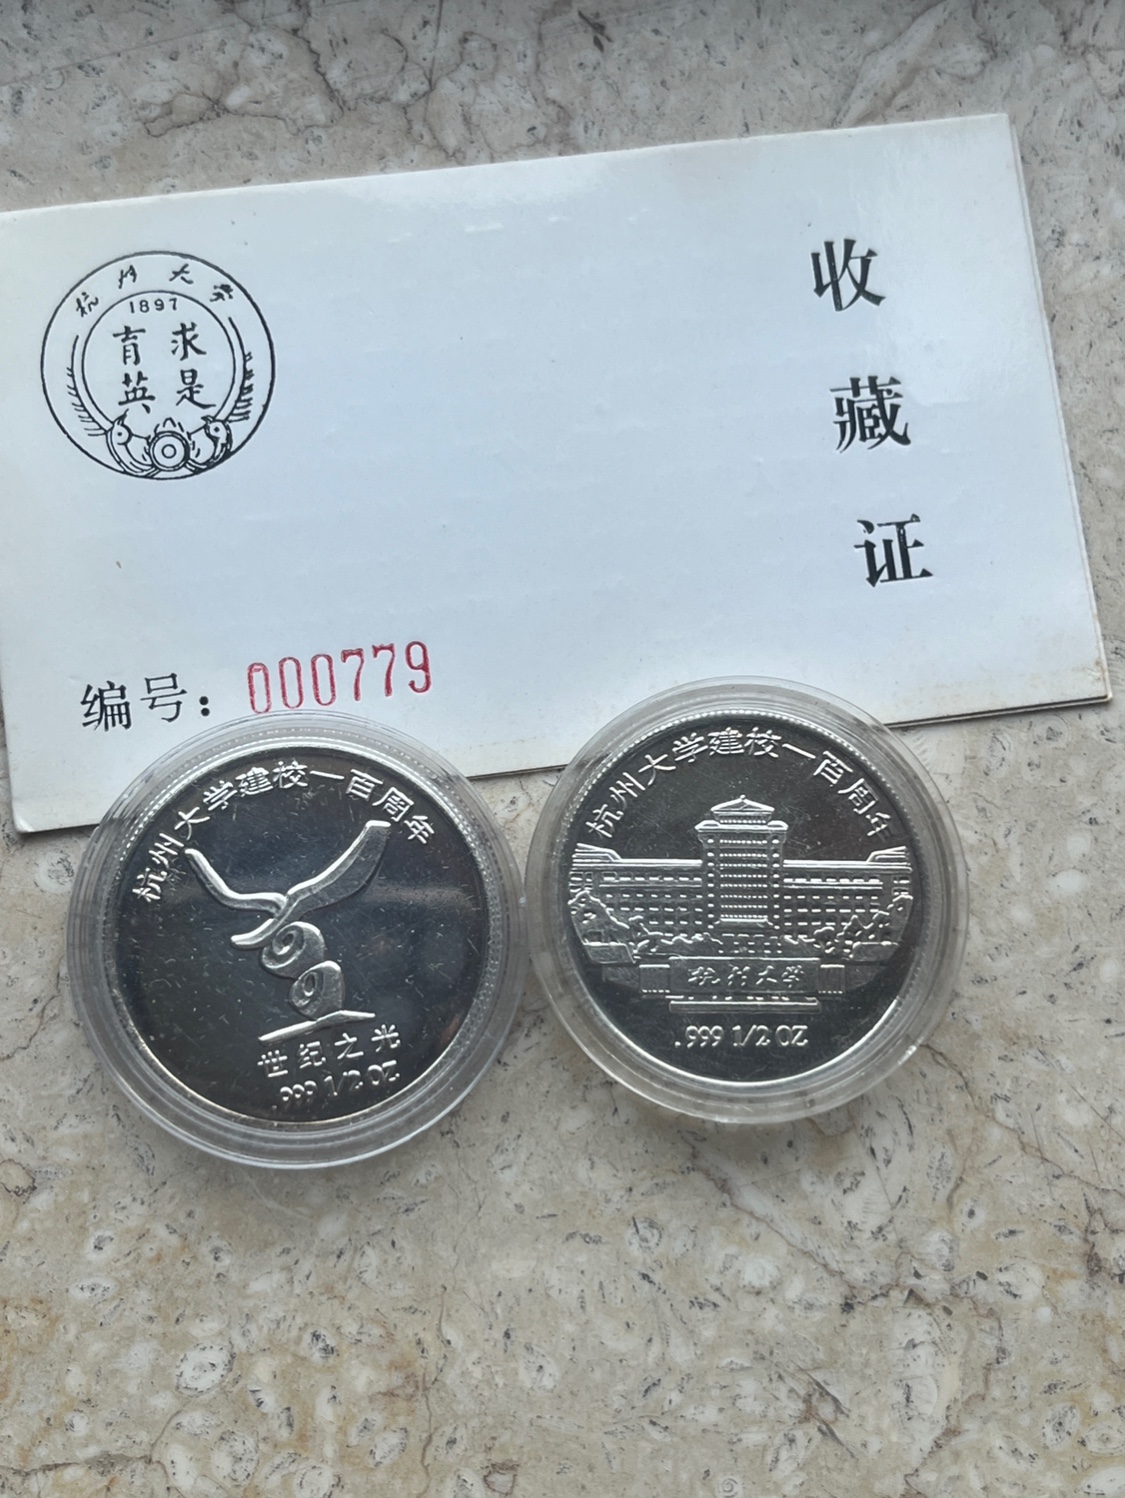 杭州大学
1897
求是
育英
收藏证
编号：000779
杭州大学建校一百周年
世纪之光
.999 1/2 OZ
杭州大学建校一百周年
杭州大学
.999 1/2 OZ